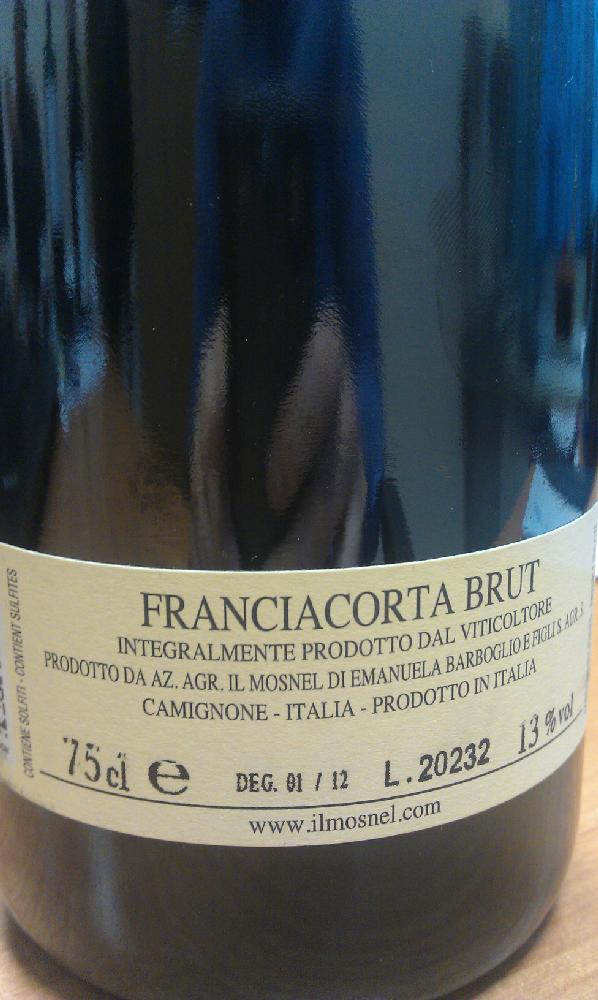 FRANCIACORTA BRUT
INTEGRALMENTE PRODOTTO DAL VITICOLTORE
PRODOTTO DA AZ. AGR. IL MOSNEL DI EMANUELA BARBOGLIO E FIGLI S. AGR. S.
CAMIGNONE - ITALIA - PRODOTTO IN ITALIA
75cl e DEG. 01 / 12 L.20232 13 % vol
www.ilmosnel.com
CONTIENE SOLFITI - CONTIENT SULFITES